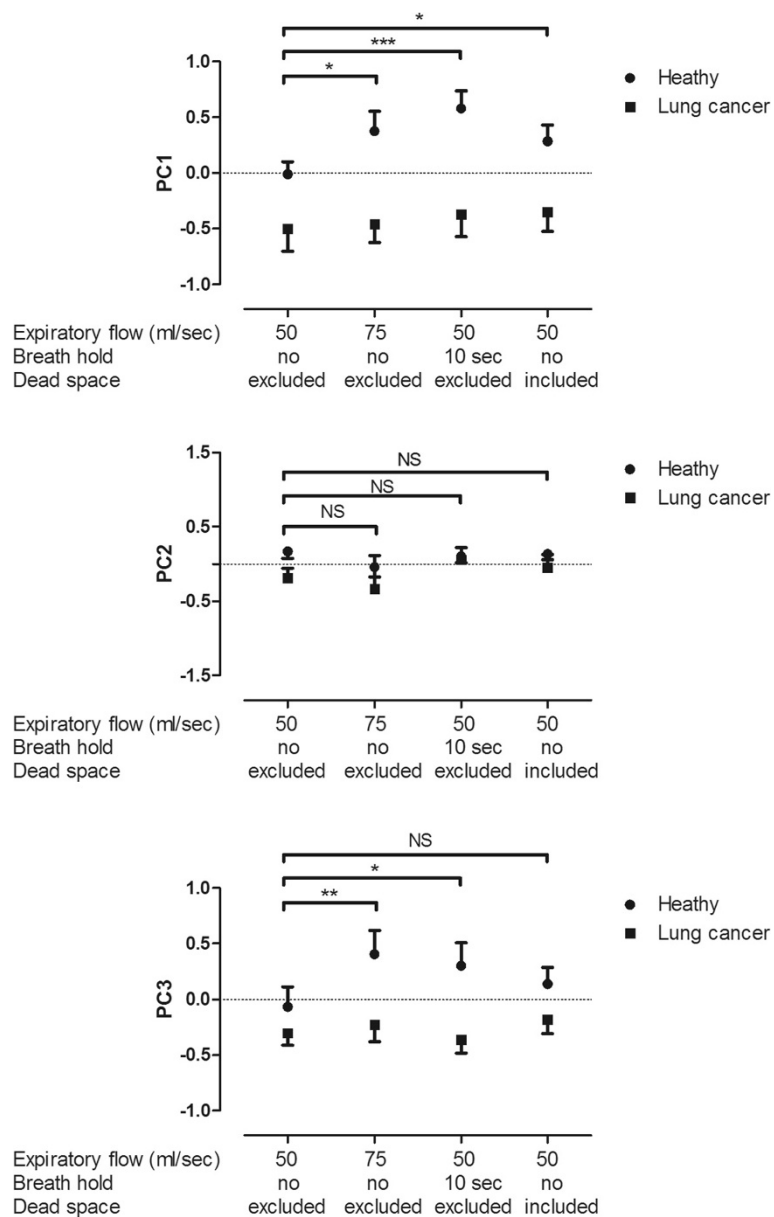 *
***
*
1.0
0.5
0.0
-0.5
-1.0
PC1
Heathy
Lung cancer
Expiratory flow (ml/sec) 50 75 50 50
Breath hold no no 10 sec no
Dead space excluded excluded excluded included
NS
NS
NS
1.5
0.5
-0.5
-1.5
PC2
Heathy
Lung cancer
Expiratory flow (ml/sec) 50 75 50 50
Breath hold no no 10 sec no
Dead space excluded excluded excluded included
NS
*
**
1.0
0.5
0.0
-0.5
-1.0
PC3
Heathy
Lung cancer
Expiratory flow (ml/sec) 50 75 50 50
Breath hold no no 10 sec no
Dead space excluded excluded excluded included